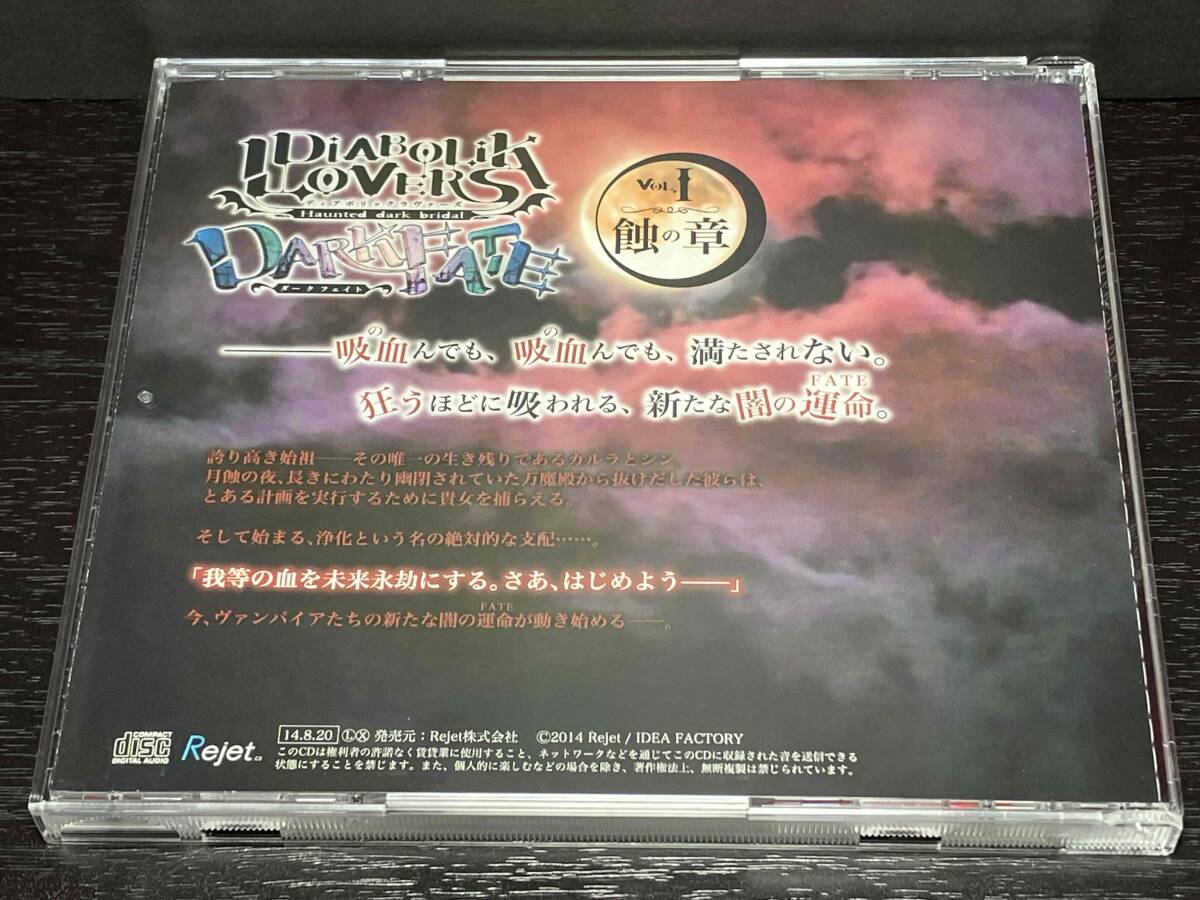 DIABOLIK
LOVERS
ディアボリックラヴァーズ
Haunted dark bridal
DARK FATE
ダークフェイト
VOL.I
蝕の章
の の
――吸血んでも、吸血んでも、満たされない。
FATE
狂うほどに吸われる、新たな闇の運命。
誇り高き始祖――その唯一の生き残りであるカルラとシン。
月蝕の夜、長きにわたり幽閉されていた万魔殿から抜けだした彼らは、
とある計画を実行するために貴女を捕らえる。
そして始まる、浄化という名の絶対的な支配……。
「我等の血を未来永劫にする。さあ、はじめよう――」
FATE
今、ヴァンパイアたちの新たな闇の運命が動き始める――。
COMPACT
disc
DIGITAL AUDIO
Rejet.co
14.8.20 Ⓛ Ⓧ 発売元：Rejet株式会社 ©2014 Rejet / IDEA FACTORY
このCDは権利者の許諾なく賃貸業に使用すること、ネットワークなどを通じてこのCDに収録された音を送信できる
状態にすることを禁じます。また、個人的に楽しむなどの場合を除き、著作権法上、無断複製は禁じられています。